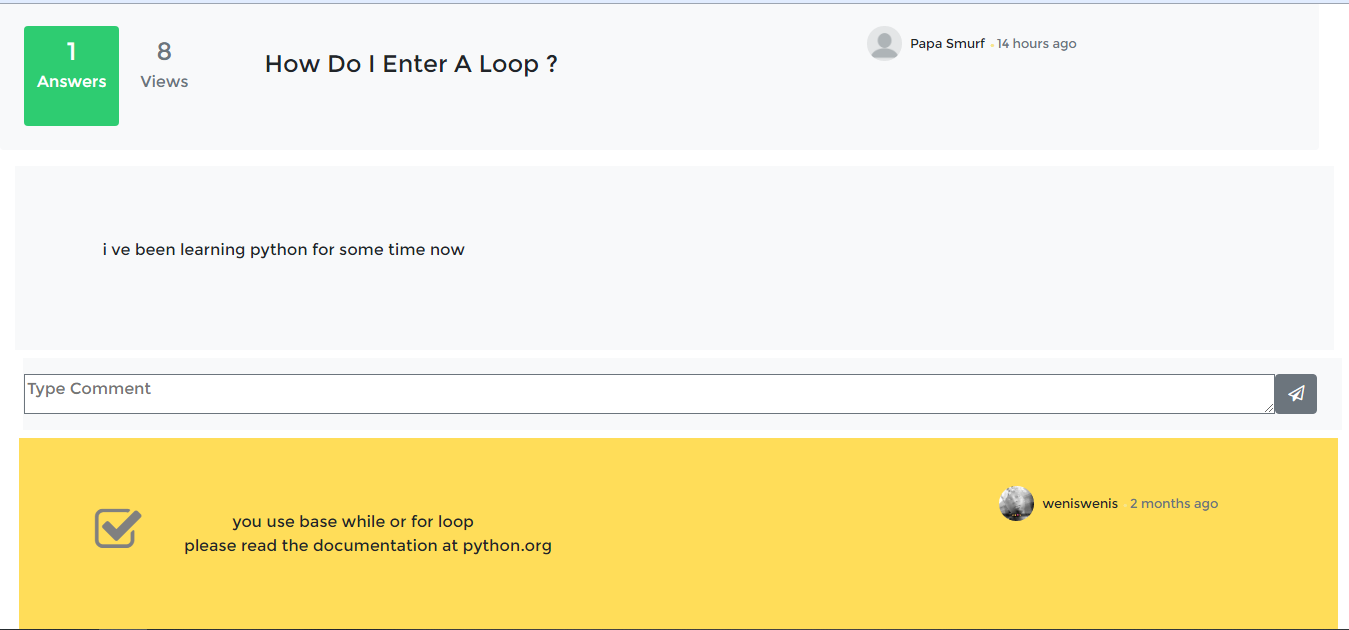 1
Answers
8
Views
How Do I Enter A Loop ?
Papa Smurf
14 hours ago
i ve been learning python for some time now
Type Comment
you use base while or for loop
please read the documentation at python.org
weniswenis
2 months ago